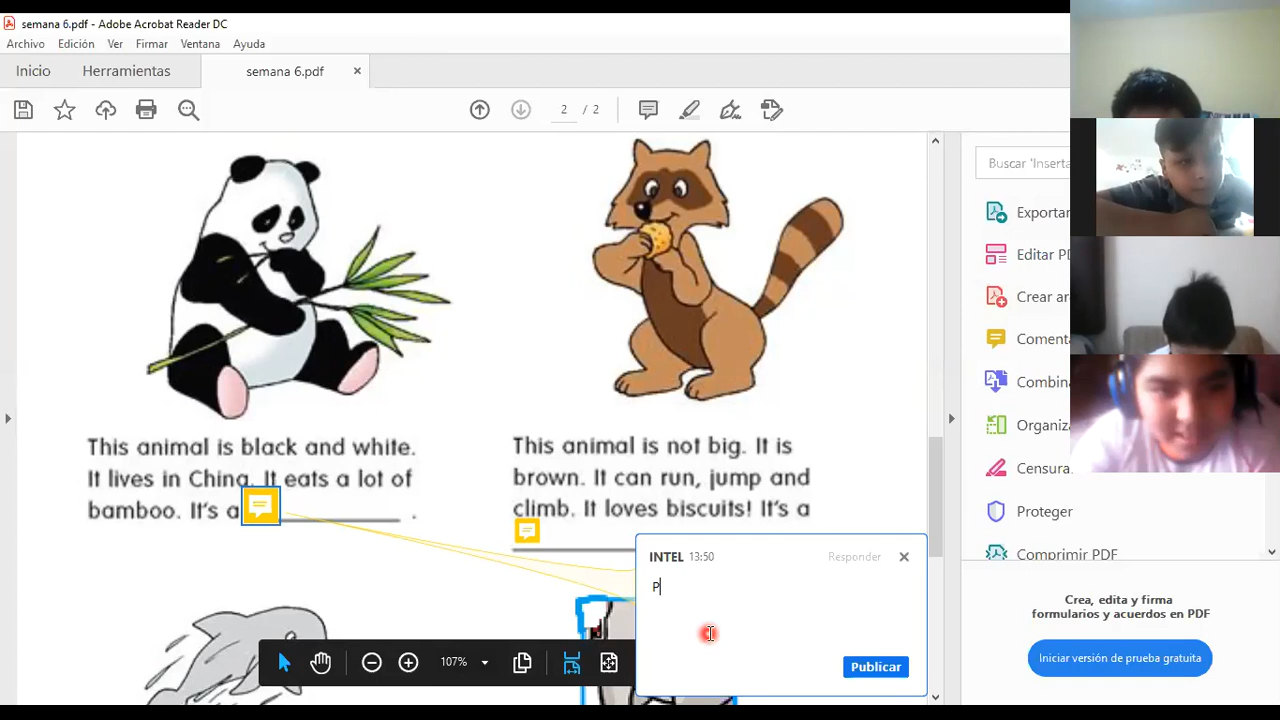 semana 6.pdf - Adobe Acrobat Reader DC
Archivo Edición Ver Firmar Ventana Ayuda
Inicio Herramientas semana 6.pdf
2 / 2
Buscar 'Inserta
Exportar
Editar PD
Crear ar
Comenta
Combina
Organiza
Censura
Proteger
Comprimir PDF
Crea, edita y firma
formularios y acuerdos en PDF
Iniciar versión de prueba gratuita
This animal is black and white.
It lives in China. It eats a lot of
bamboo. It's a .
This animal is not big. It is
brown. It can run, jump and
climb. It loves biscuits! It's a
INTEL 13:50 Responder
P
Publicar
107%